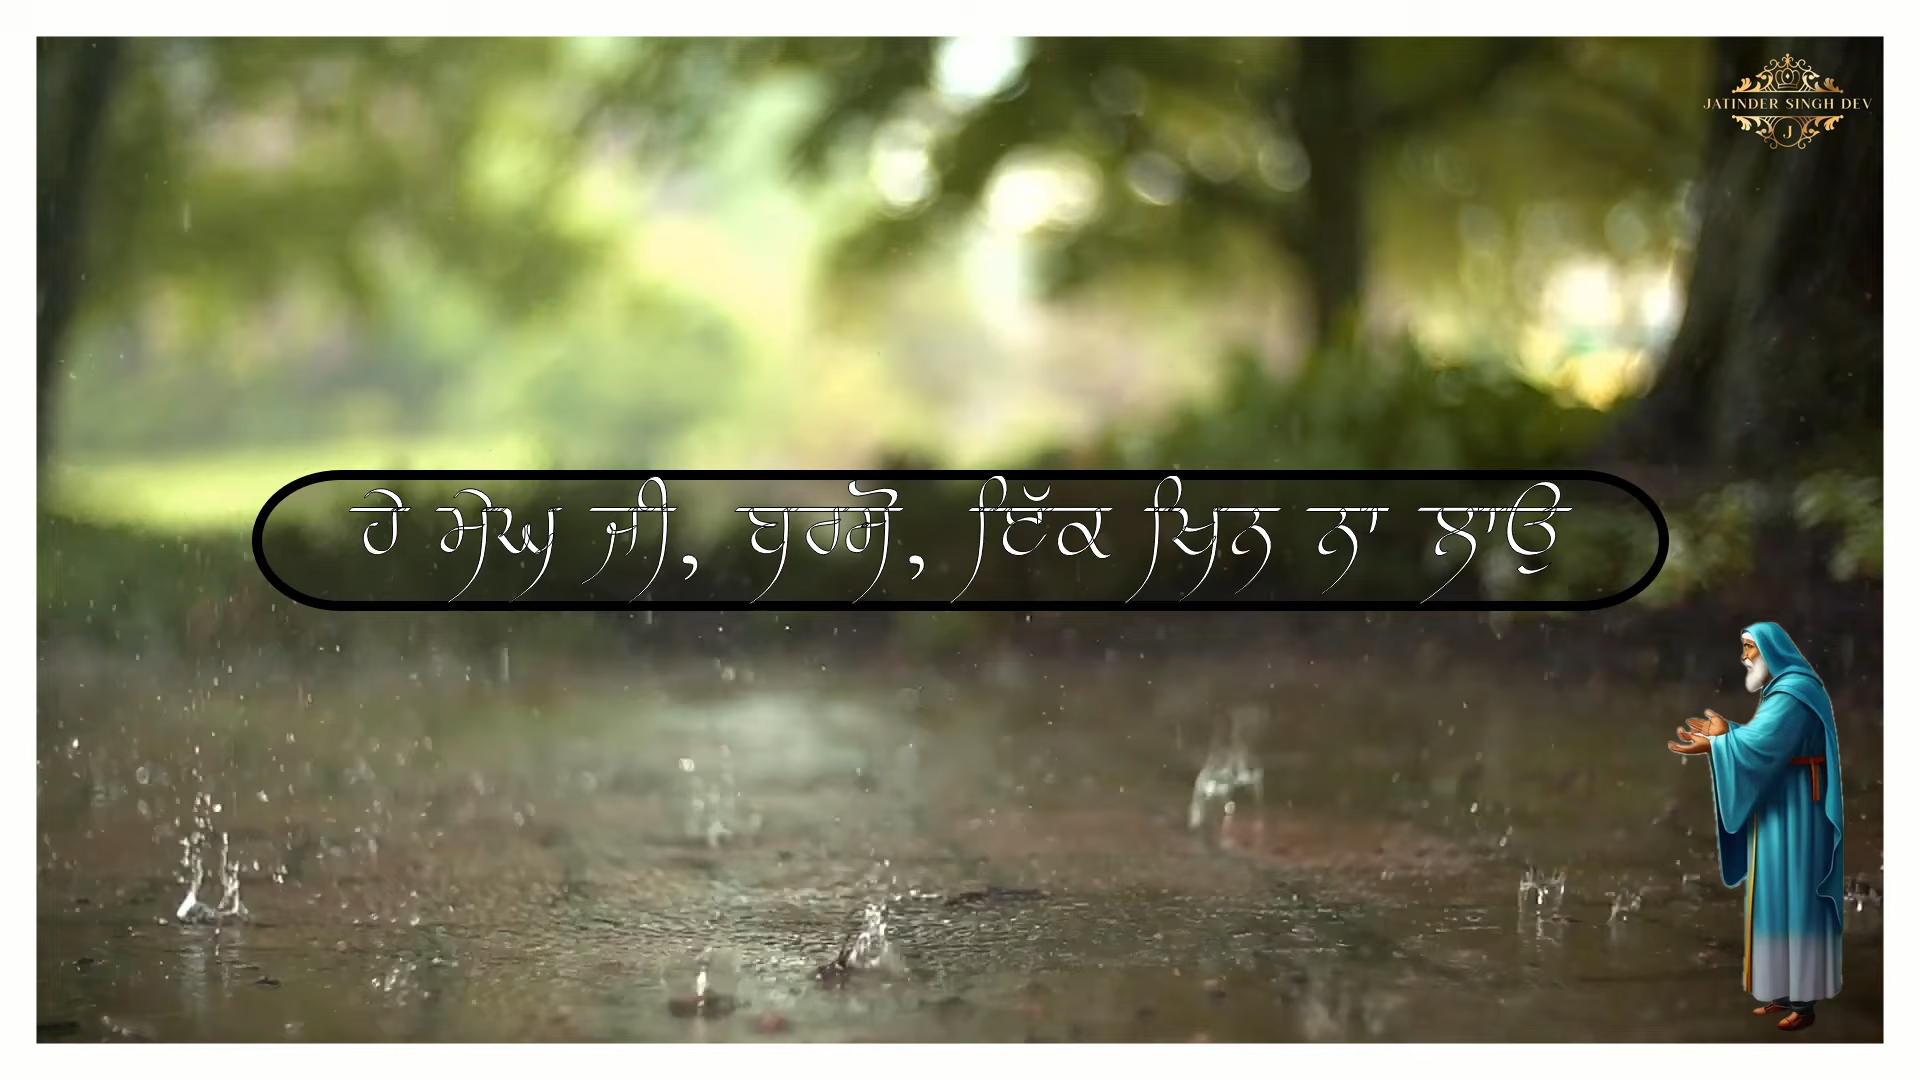 JATINDER SINGH DEV
J
ਹੇ ਮੇਘ ਜੀ, ਬਰਸੋ, ਇੱਕ ਖਿਨ ਨਾ ਲਾਉ